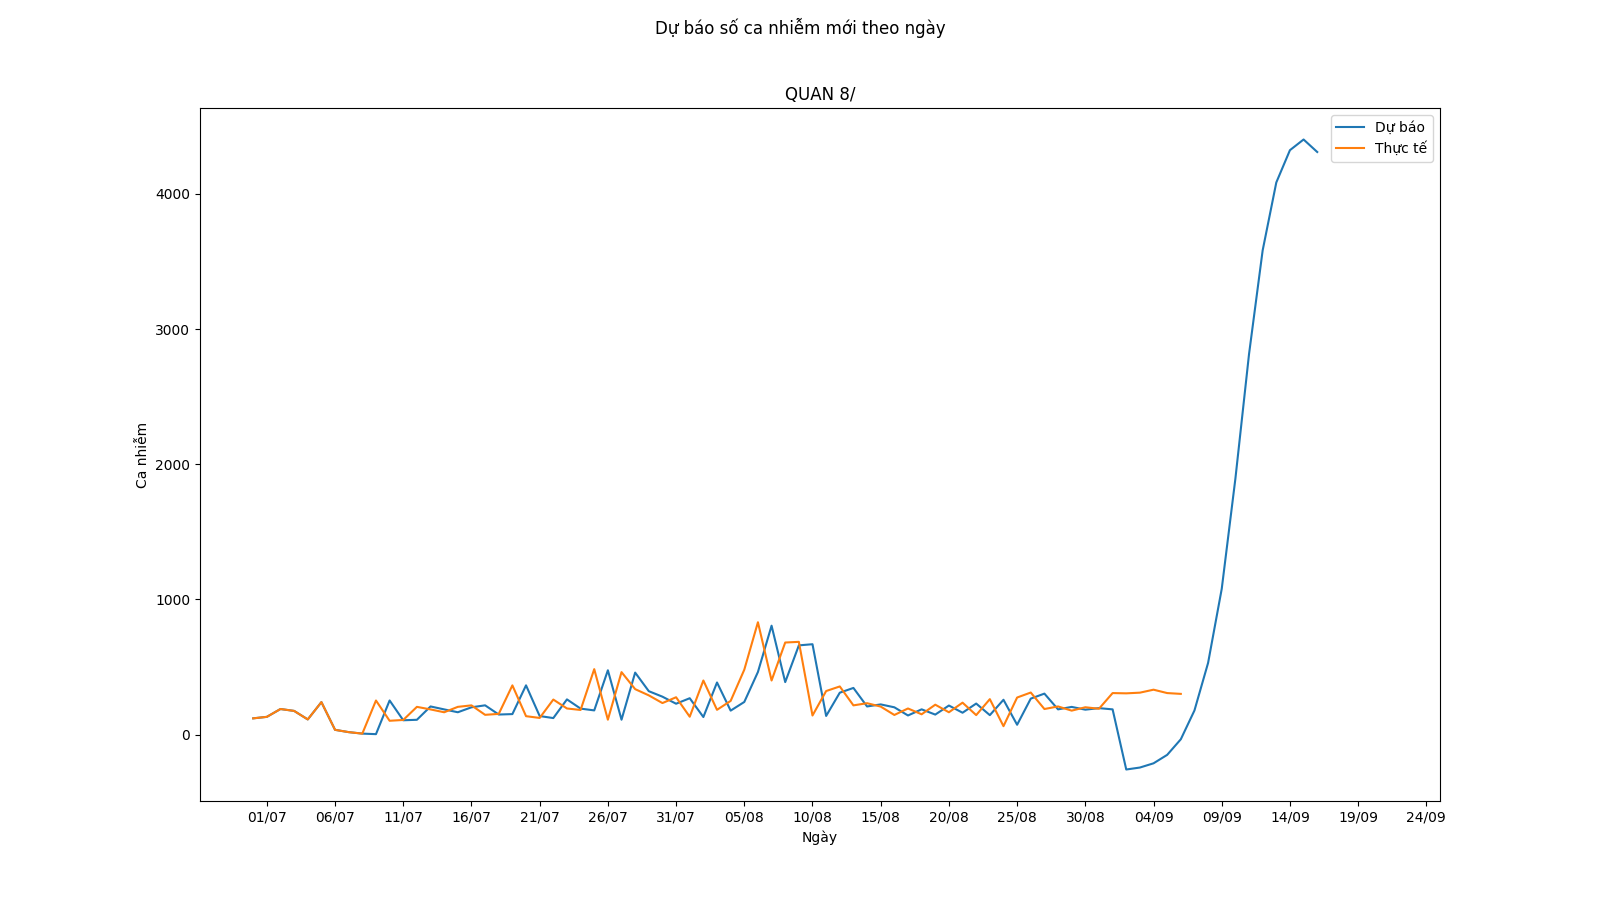 Dự báo số ca nhiễm mới theo ngày
QUAN 8/
Dự báo
Thực tế
4000
3000
2000
1000
0
Ca nhiễm
01/07 06/07 11/07 16/07 21/07 26/07 31/07 05/08 10/08 15/08 20/08 25/08 30/08 04/09 09/09 14/09 19/09 24/09
Ngày